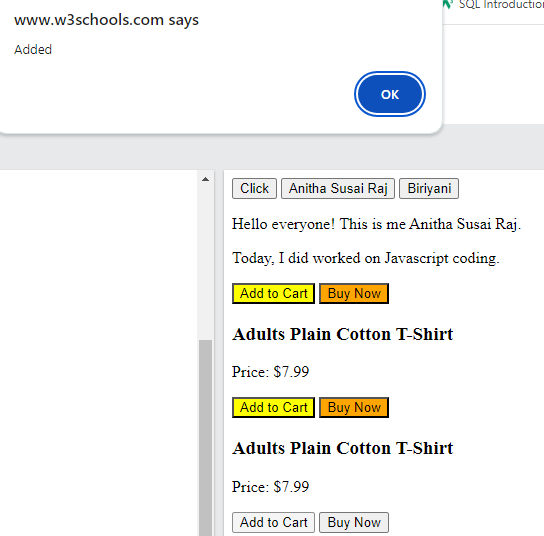 SQL Introduction
www.w3schools.com says
Added
OK
Click Anitha Susai Raj Biriyani
Hello everyone! This is me Anitha Susai Raj.
Today, I did worked on Javascript coding.
Add to Cart Buy Now
Adults Plain Cotton T-Shirt
Price: $7.99
Add to Cart Buy Now
Adults Plain Cotton T-Shirt
Price: $7.99
Add to Cart Buy Now